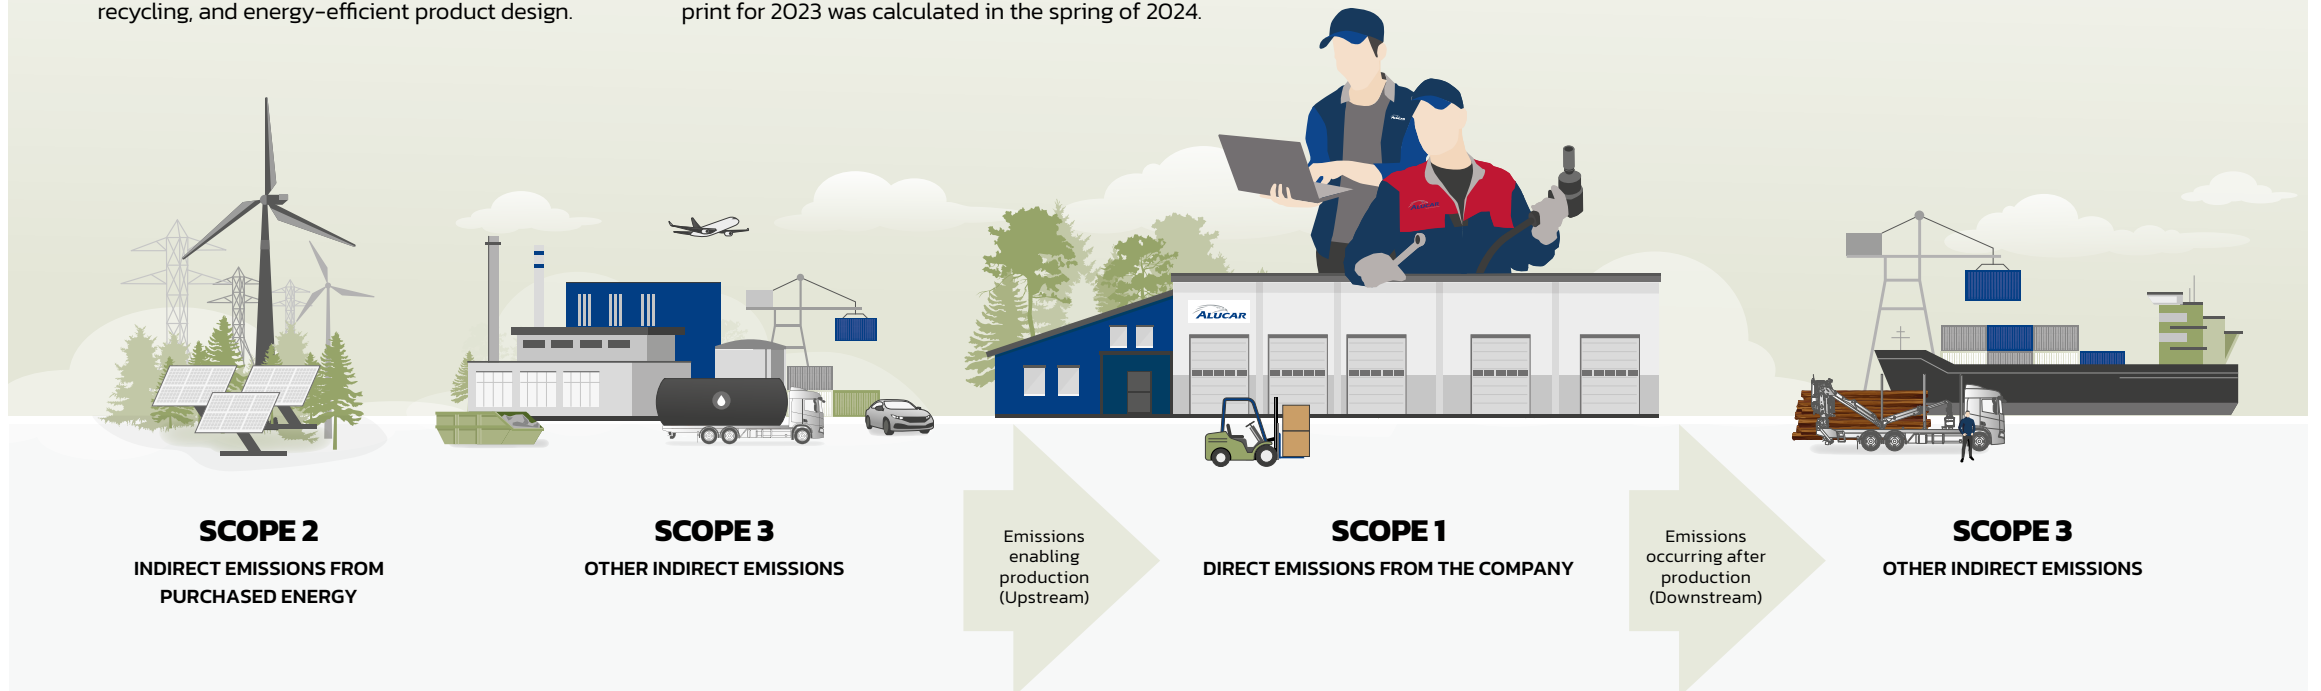 recycling, and energy-efficient product design.
print for 2023 was calculated in the spring of 2024.
ALUCAR
ALUCAR
SCOPE 2
INDIRECT EMISSIONS FROM
PURCHASED ENERGY
SCOPE 3
OTHER INDIRECT EMISSIONS
Emissions
enabling
production
(Upstream)
SCOPE 1
DIRECT EMISSIONS FROM THE COMPANY
Emissions
occurring after
production
(Downstream)
SCOPE 3
OTHER INDIRECT EMISSIONS